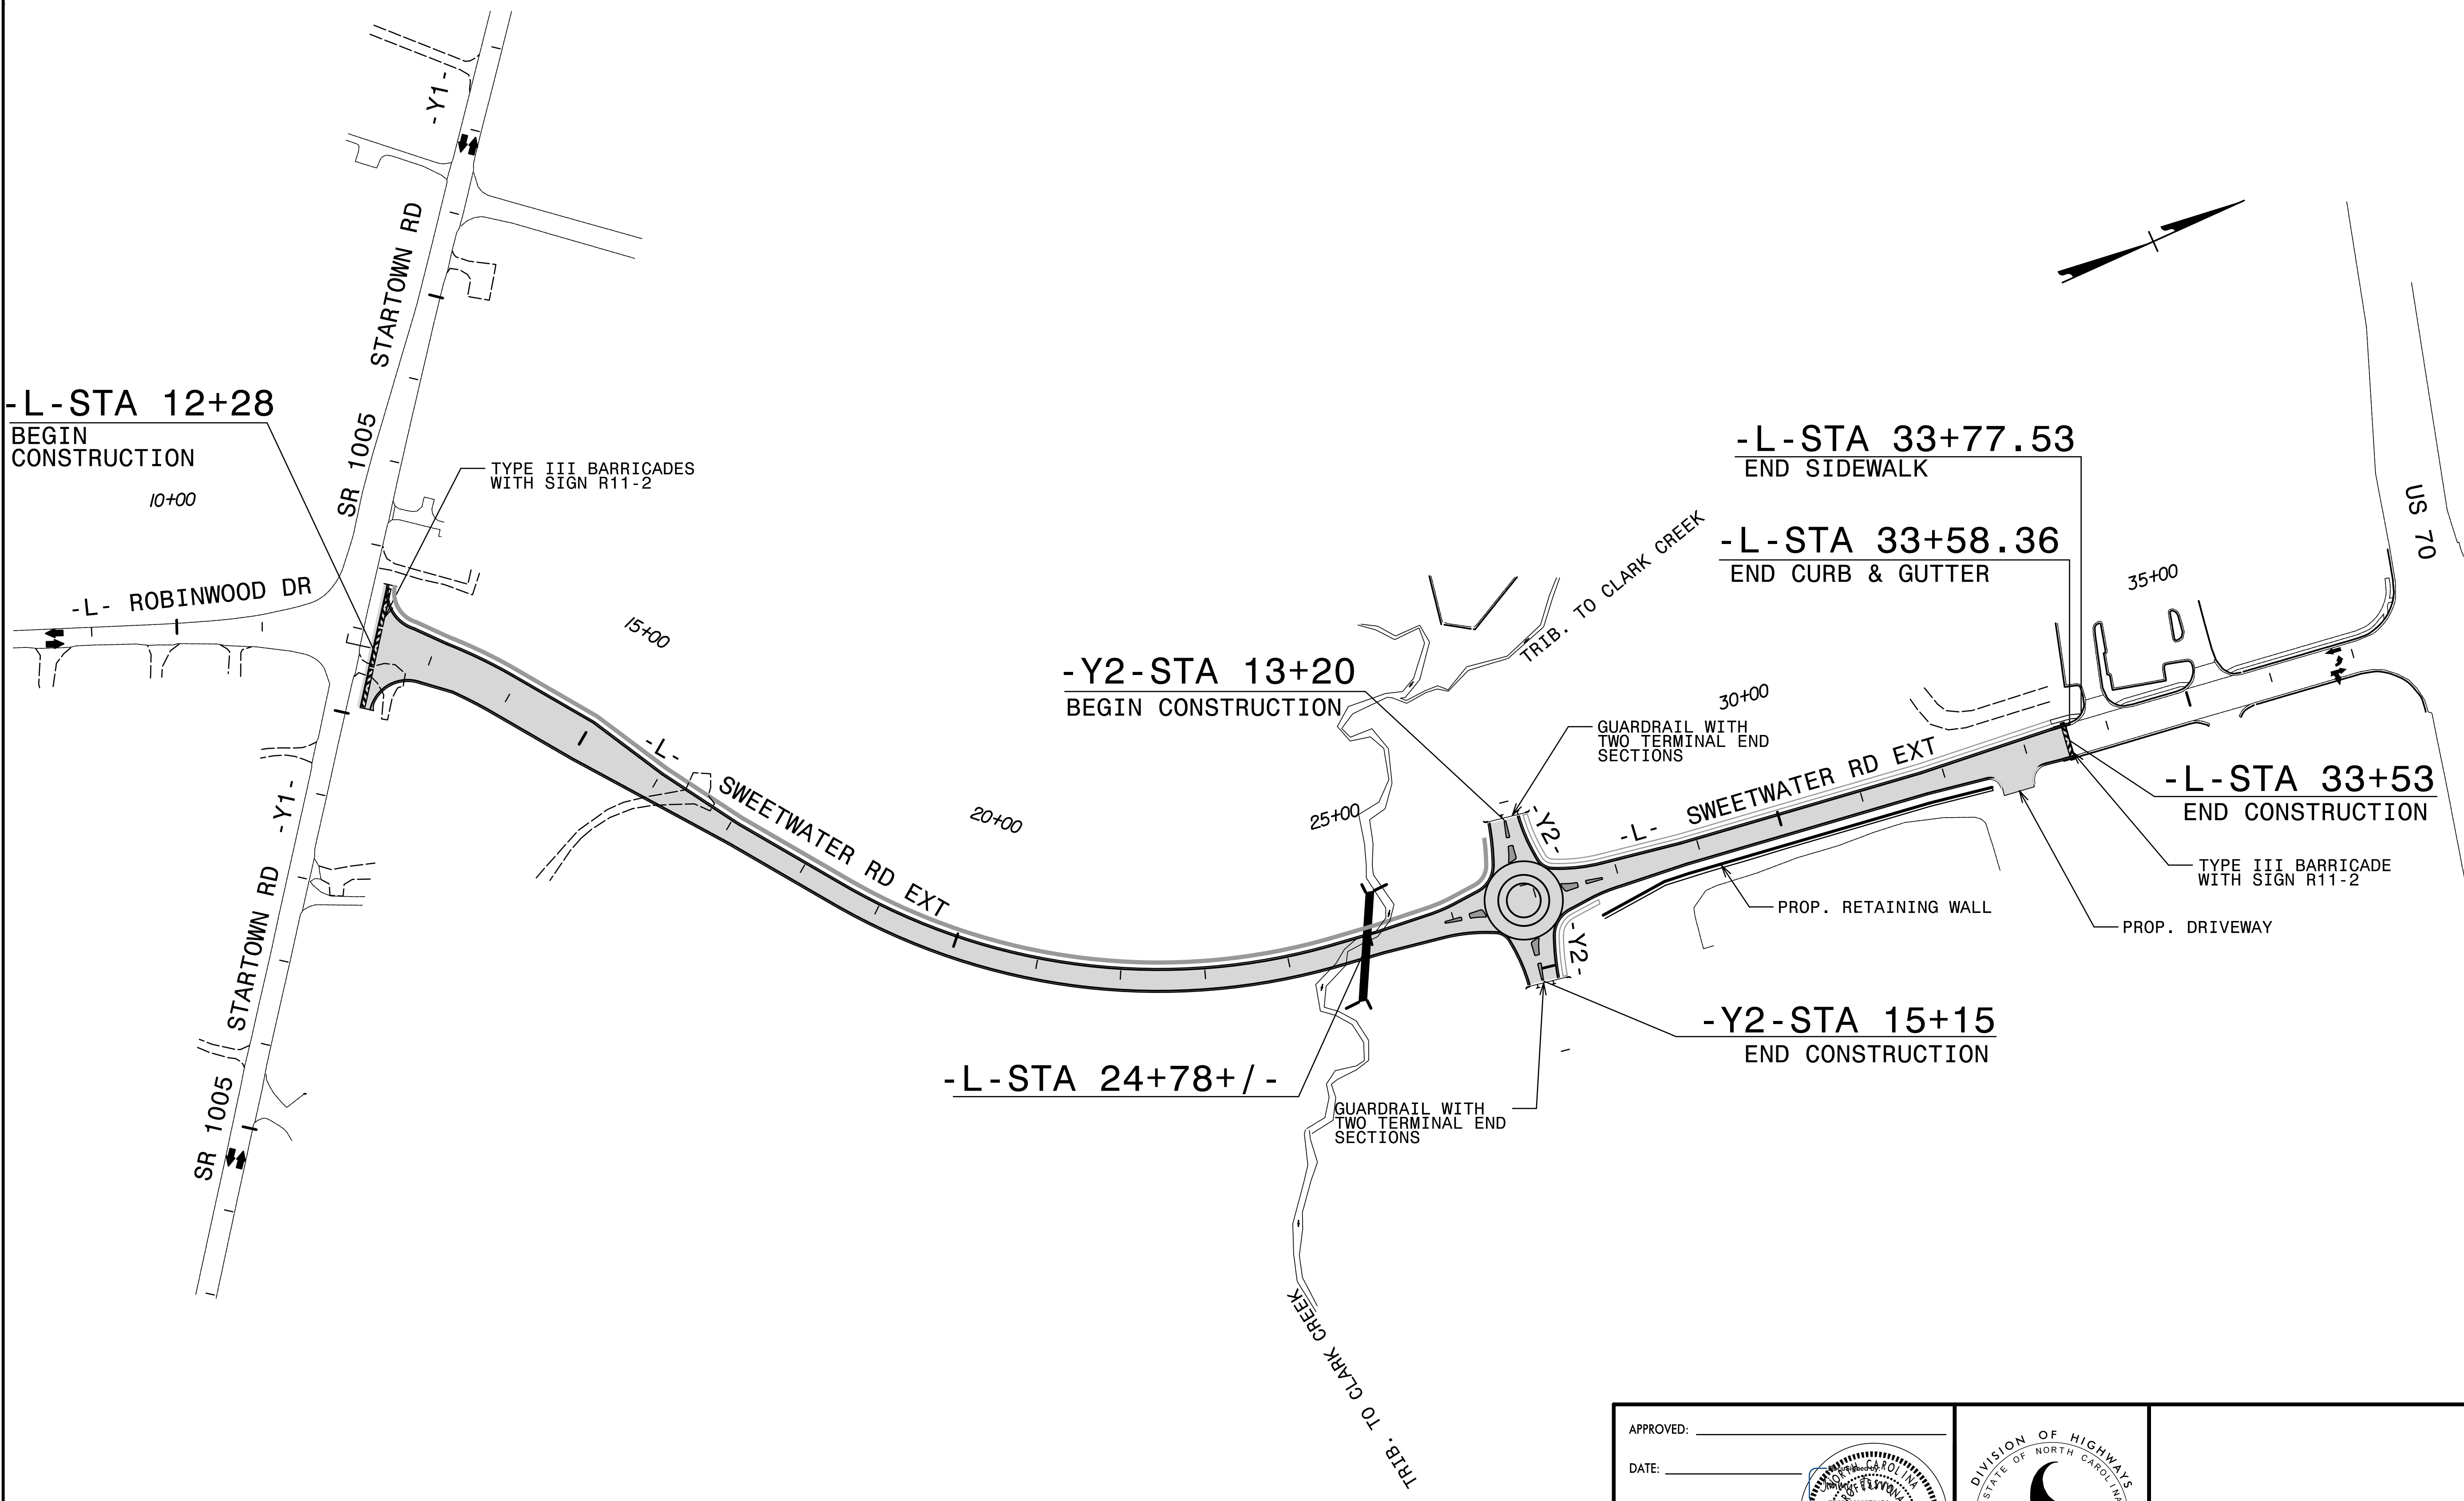 -Y1-
STARTOWN RD
SR 1005
-L-STA 12+28
BEGIN
CONSTRUCTION
10+00
TYPE III BARRICADES
WITH SIGN R11-2
-L- ROBINWOOD DR
15+00
-L- SWEETWATER RD EXT
-Y1-
STARTOWN RD
SR 1005
20+00
25+00
-Y2-STA 13+20
BEGIN CONSTRUCTION
TRIB. TO CLARK CREEK
GUARDRAIL WITH
TWO TERMINAL END
SECTIONS
-Y2-
30+00
-L- SWEETWATER RD EXT
-L-STA 33+77.53
END SIDEWALK
-L-STA 33+58.36
END CURB & GUTTER
35+00
US 70
-L-STA 33+53
END CONSTRUCTION
TYPE III BARRICADE
WITH SIGN R11-2
PROP. DRIVEWAY
PROP. RETAINING WALL
-Y2-
-Y2-STA 15+15
END CONSTRUCTION
-L-STA 24+78+/-
GUARDRAIL WITH
TWO TERMINAL END
SECTIONS
TRIB. TO CLARK CREEK
APPROVED:
DATE:
NORTH CAROLINA
DIVISION OF HIGHWAYS
STATE OF NORTH CAROLINA